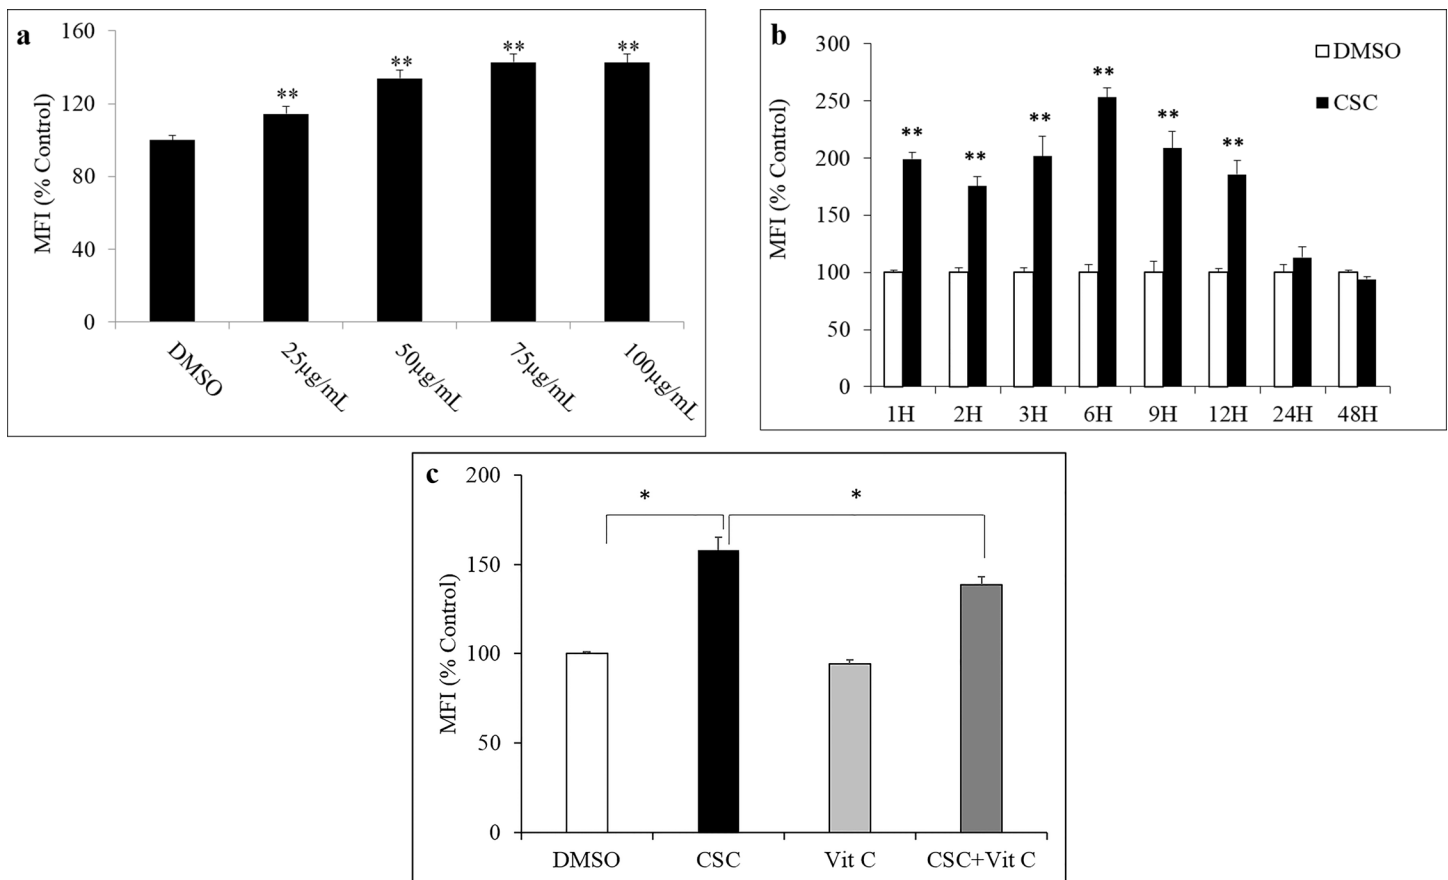 a
MFI (% Control)
160
120
80
40
0
** ** ** **
DMSO 25µg/mL 50µg/mL 75µg/mL 100µg/mL
b
MFI (% Control)
300
250
200
150
100
50
0
DMSO
CSC
** ** ** ** ** **
1H 2H 3H 6H 9H 12H 24H 48H
c
MFI (% Control)
200
150
100
50
0
* *
DMSO CSC Vit C CSC+Vit C